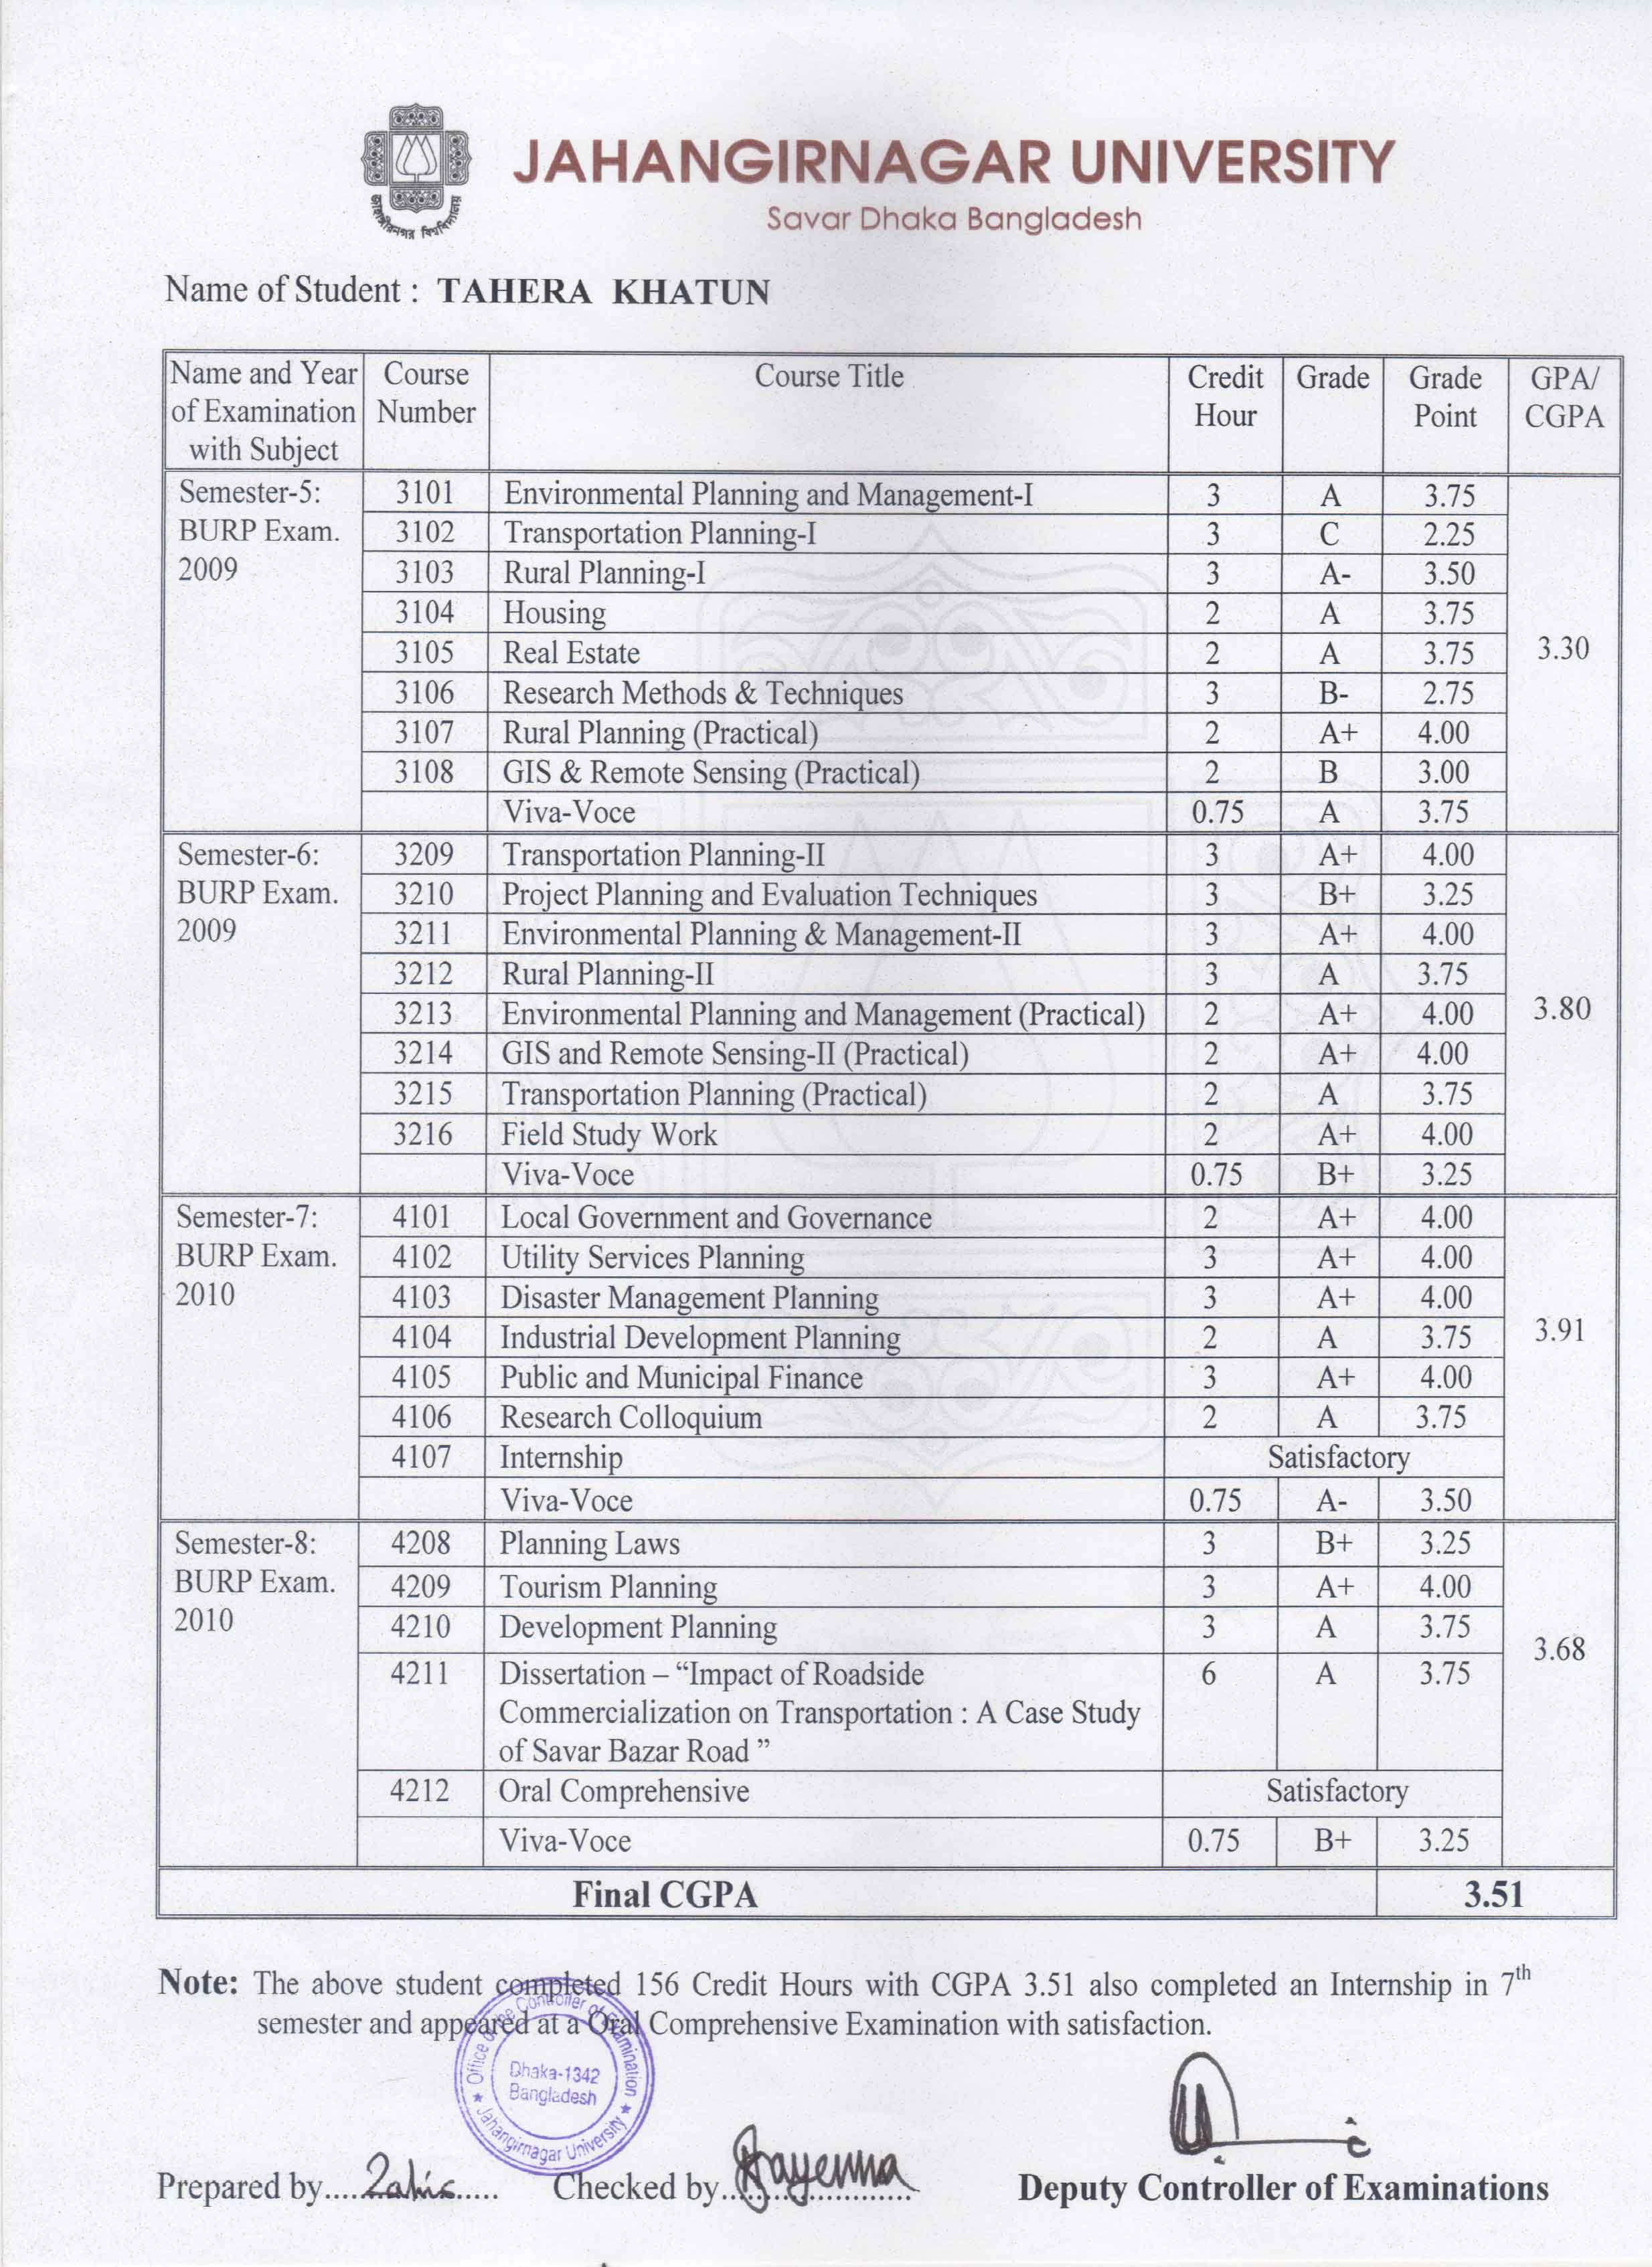 জাহাঙ্গীরনগর বিশ্ববিদ্যালয়
JAHANGIRNAGAR UNIVERSITY
Savar Dhaka Bangladesh
Name of Student : TAHERA KHATUN
Name and Year of Examination with Subject Course Number Course Title Credit Hour Grade Grade Point GPA/ CGPA
Semester-5: 3101 Environmental Planning and Management-I 3 A 3.75
BURP Exam. 3102 Transportation Planning-I 3 C 2.25
2009 3103 Rural Planning-I 3 A- 3.50
3104 Housing 2 A 3.75
3105 Real Estate 2 A 3.75 3.30
3106 Research Methods & Techniques 3 B- 2.75
3107 Rural Planning (Practical) 2 A+ 4.00
3108 GIS & Remote Sensing (Practical) 2 B 3.00
Viva-Voce 0.75 A 3.75
Semester-6: 3209 Transportation Planning-II 3 A+ 4.00
BURP Exam. 3210 Project Planning and Evaluation Techniques 3 B+ 3.25
2009 3211 Environmental Planning & Management-II 3 A+ 4.00
3212 Rural Planning-II 3 A 3.75
3213 Environmental Planning and Management (Practical) 2 A+ 4.00 3.80
3214 GIS and Remote Sensing-II (Practical) 2 A+ 4.00
3215 Transportation Planning (Practical) 2 A 3.75
3216 Field Study Work 2 A+ 4.00
Viva-Voce 0.75 B+ 3.25
Semester-7: 4101 Local Government and Governance 2 A+ 4.00
BURP Exam. 4102 Utility Services Planning 3 A+ 4.00
2010 4103 Disaster Management Planning 3 A+ 4.00
4104 Industrial Development Planning 2 A 3.75 3.91
4105 Public and Municipal Finance 3 A+ 4.00
4106 Research Colloquium 2 A 3.75
4107 Internship Satisfactory
Viva-Voce 0.75 A- 3.50
Semester-8: 4208 Planning Laws 3 B+ 3.25
BURP Exam. 4209 Tourism Planning 3 A+ 4.00
2010 4210 Development Planning 3 A 3.75 3.68
4211 Dissertation – “Impact of Roadside 6 A 3.75
Commercialization on Transportation : A Case Study
of Savar Bazar Road ”
4212 Oral Comprehensive Satisfactory
Viva-Voce 0.75 B+ 3.25
Final CGPA 3.51
Note: The above student completed 156 Credit Hours with CGPA 3.51 also completed an Internship in 7th
semester and appeared at a Oral Comprehensive Examination with satisfaction.
Office of the Controller of Examination
Dhaka-1342
Bangladesh
★ Jahangirnagar University ★
Prepared by..... ..... Checked by..... ..... Deputy Controller of Examinations